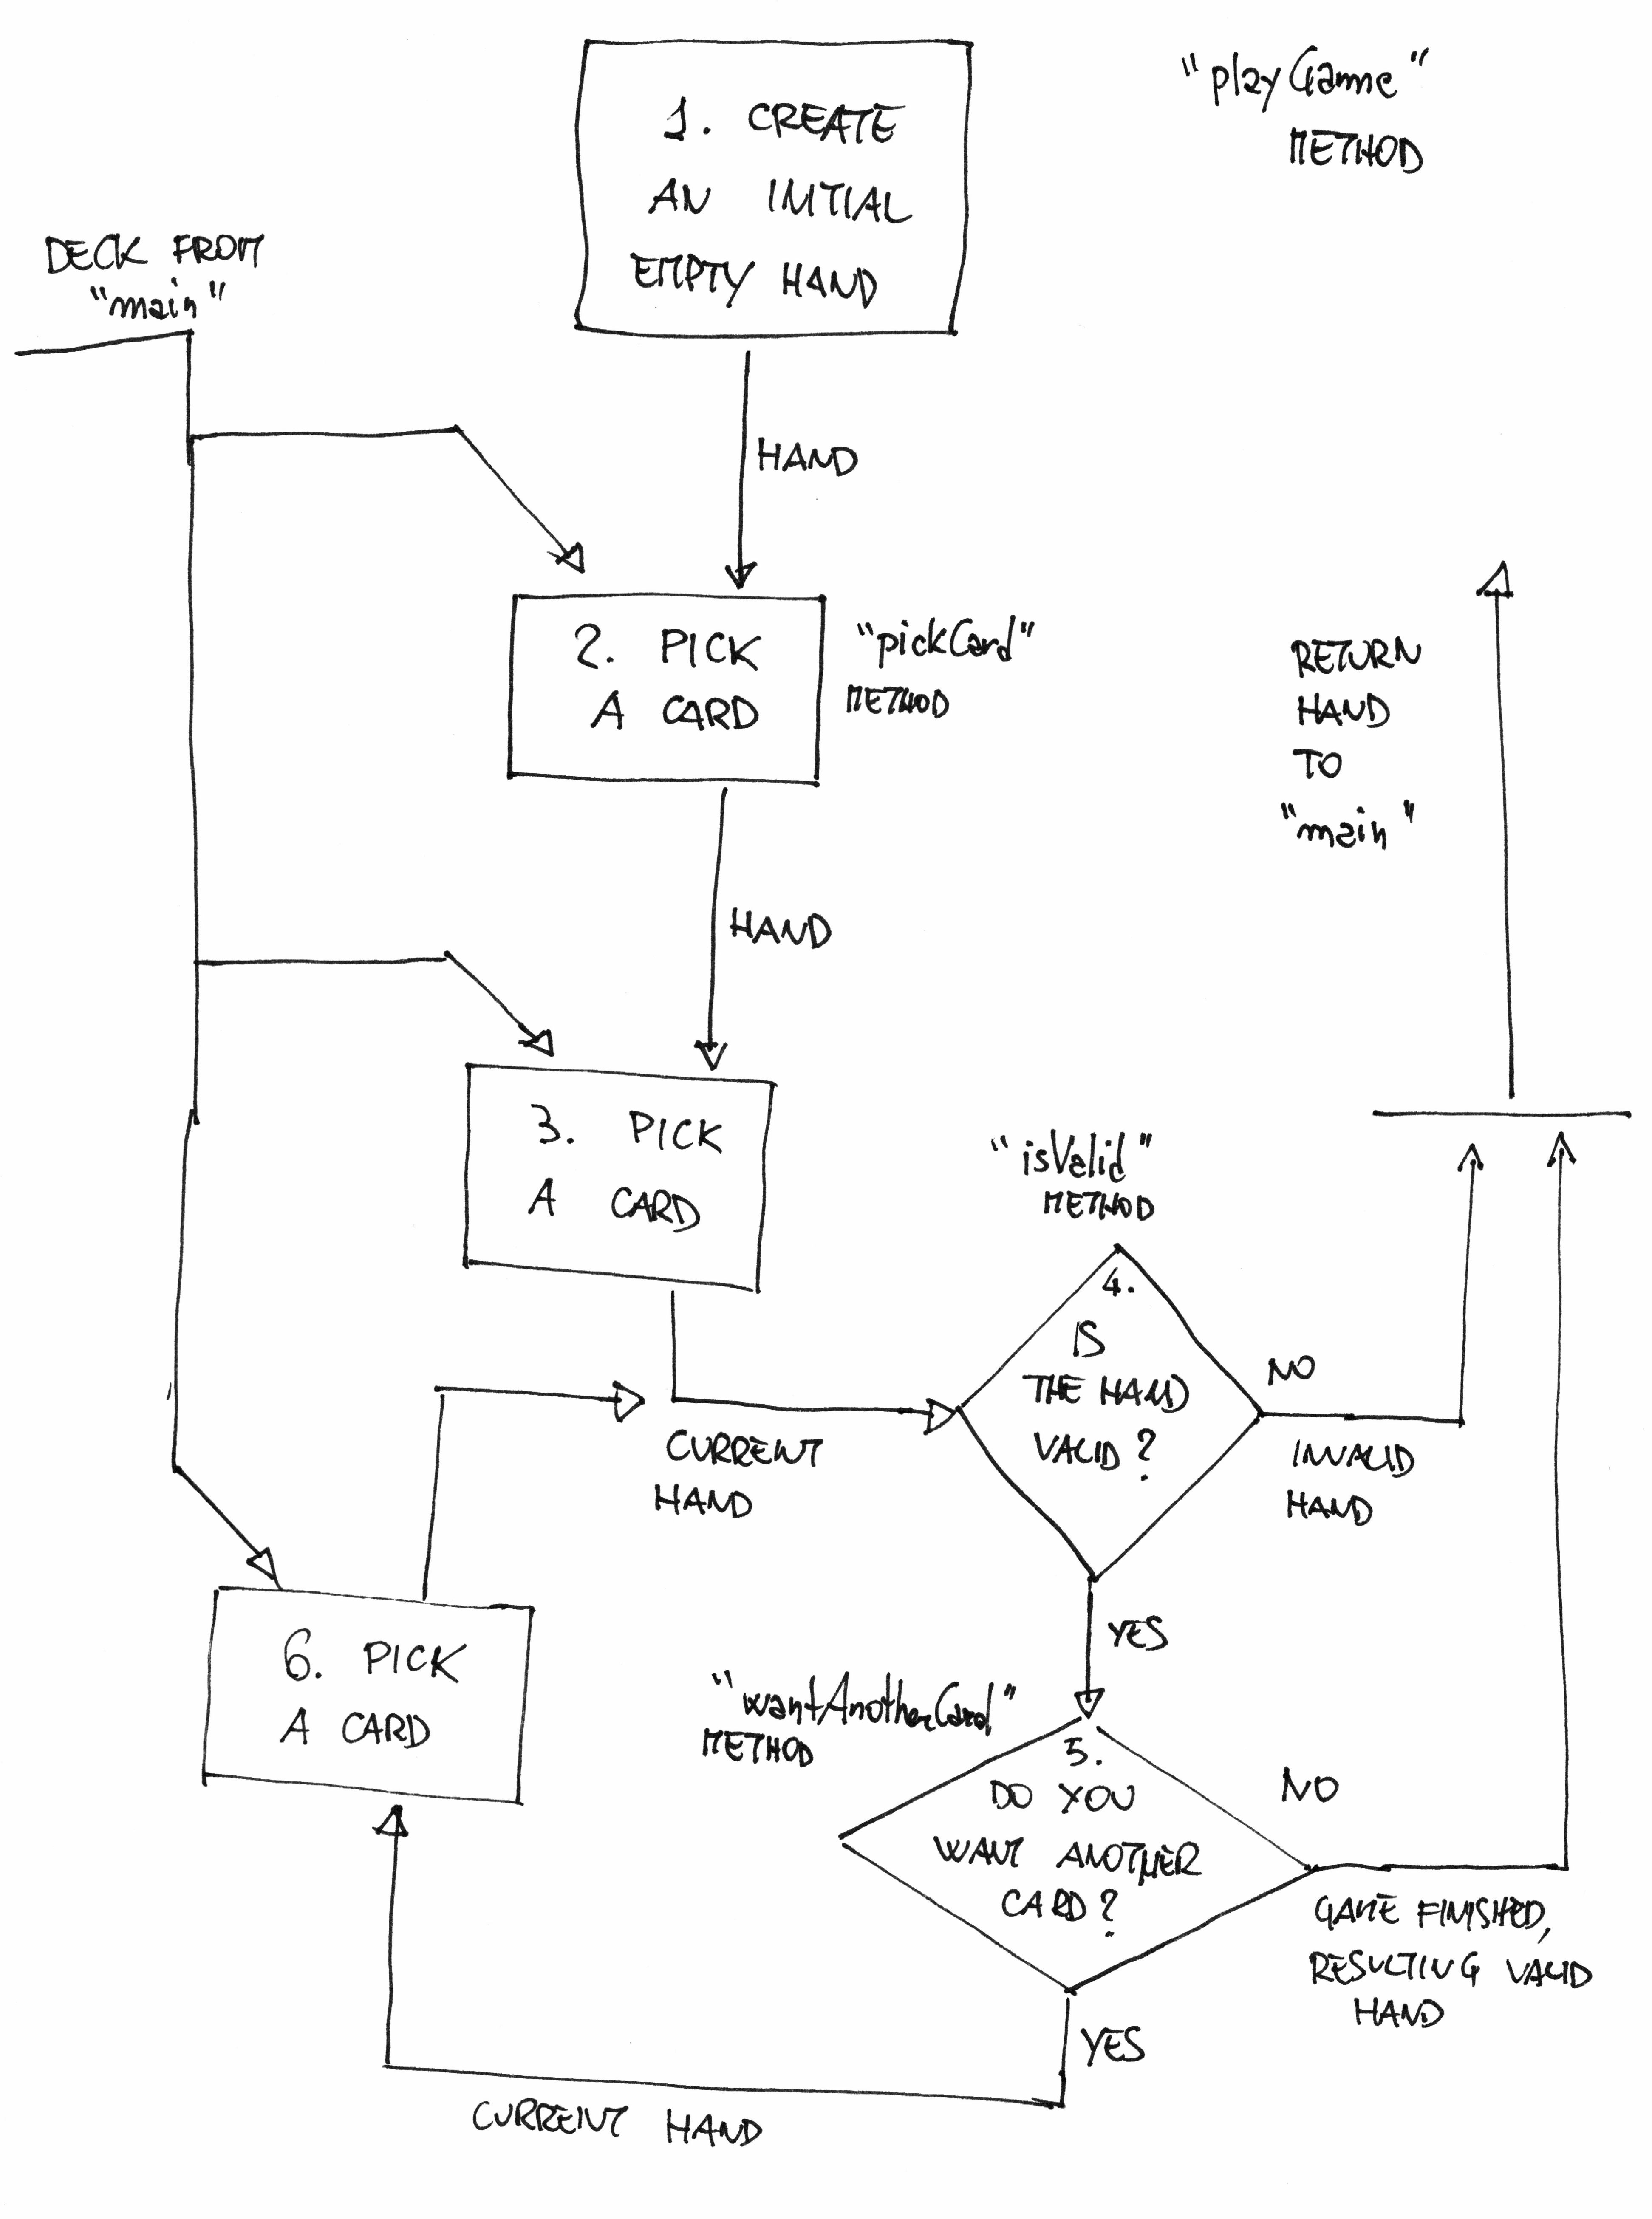 "playGame"
METHOD
1. CREATE
AN INITIAL
EMPTY HAND
DECK FROM
"main"
HAND
2. PICK
A CARD
"pickCard"
METHOD
RETURN
HAND
TO
"main"
HAND
3. PICK
A CARD
"isValid"
METHOD
4.
IS
THE HAND
VALID?
NO
INVALID
HAND
CURRENT
HAND
YES
6. PICK
A CARD
"wantAnotherCard"
METHOD
5.
DO YOU
WANT ANOTHER
CARD?
NO
GAME FINISHED,
RESULTING VALID
HAND
YES
CURRENT HAND